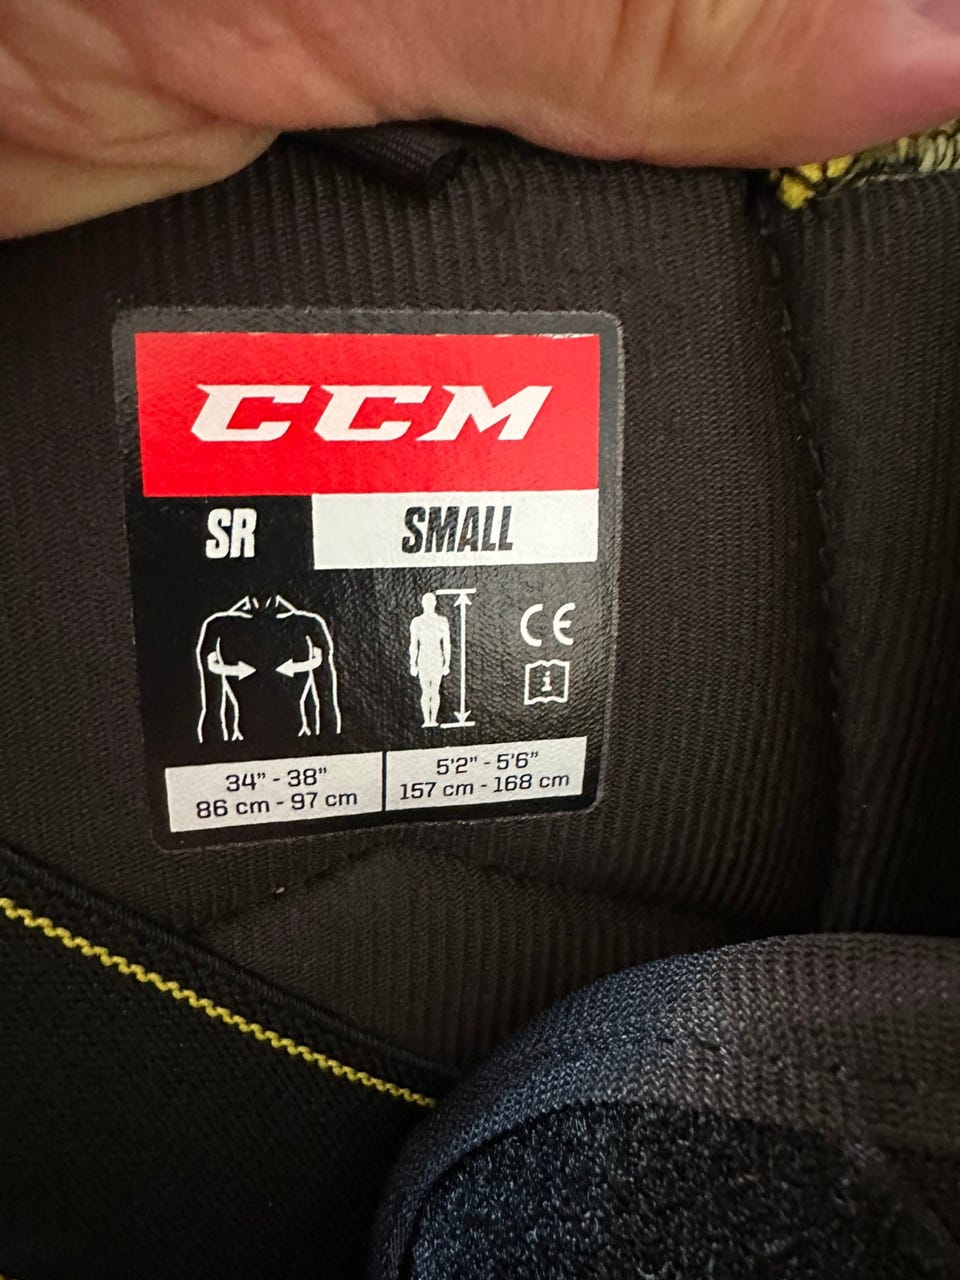 CCM
SR SMALL
CE
i
34” - 38”
86 cm - 97 cm
5'2” - 5'6”
157 cm - 168 cm